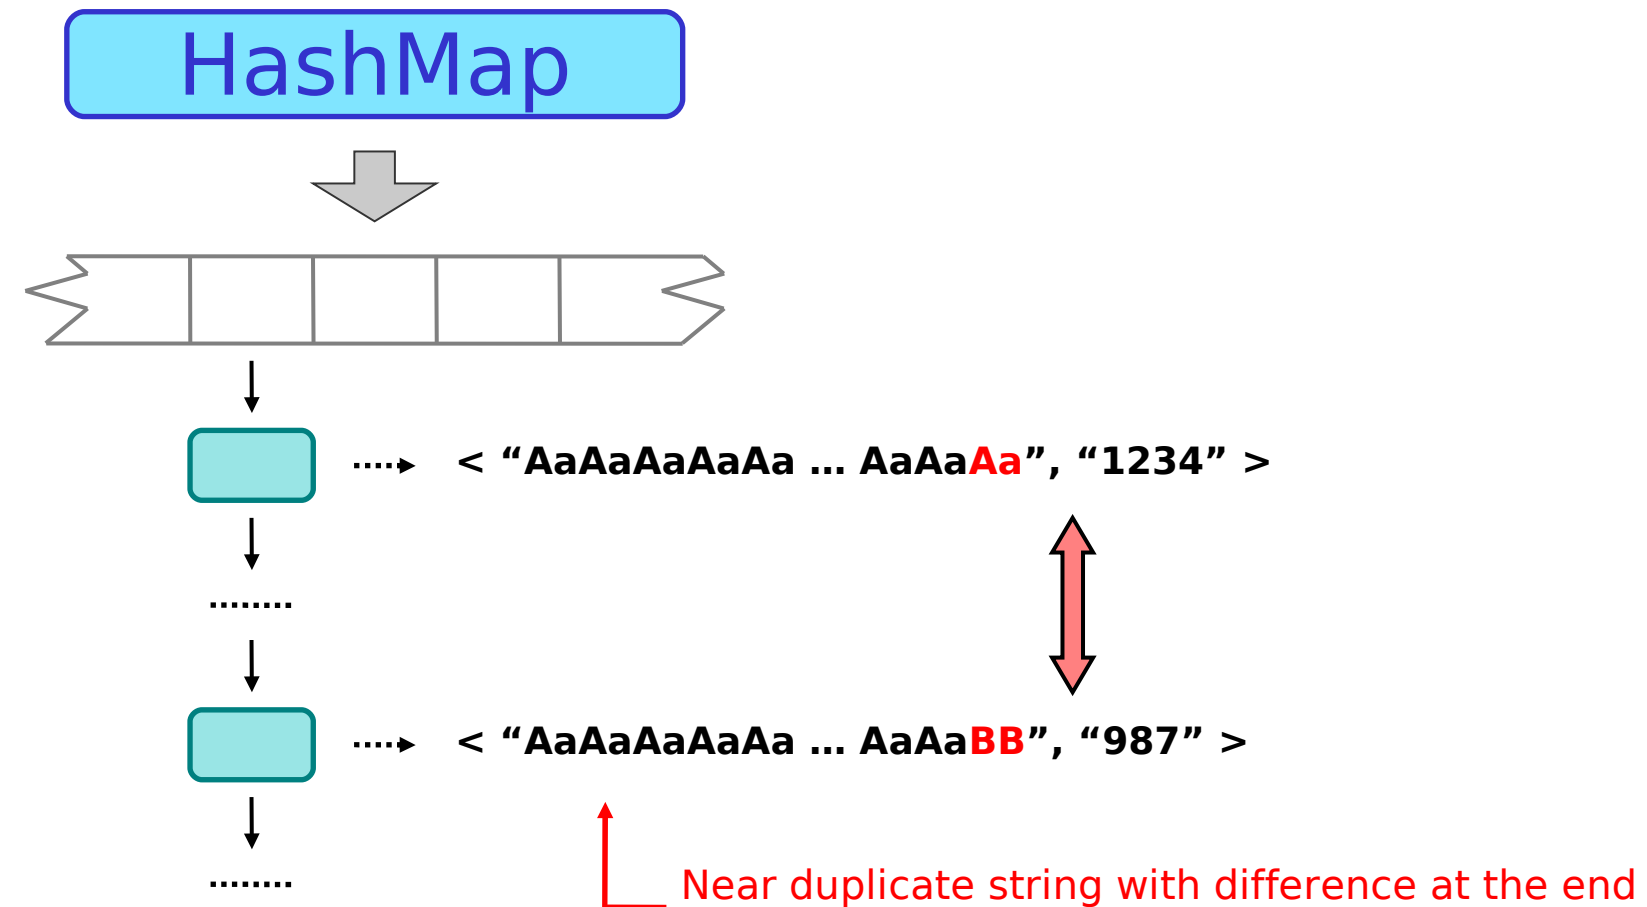 HashMap
< “AaAaAaAaAa … AaAaAa”, “1234” >
........
< “AaAaAaAaAa … AaAaBB”, “987” >
........
Near duplicate string with difference at the end